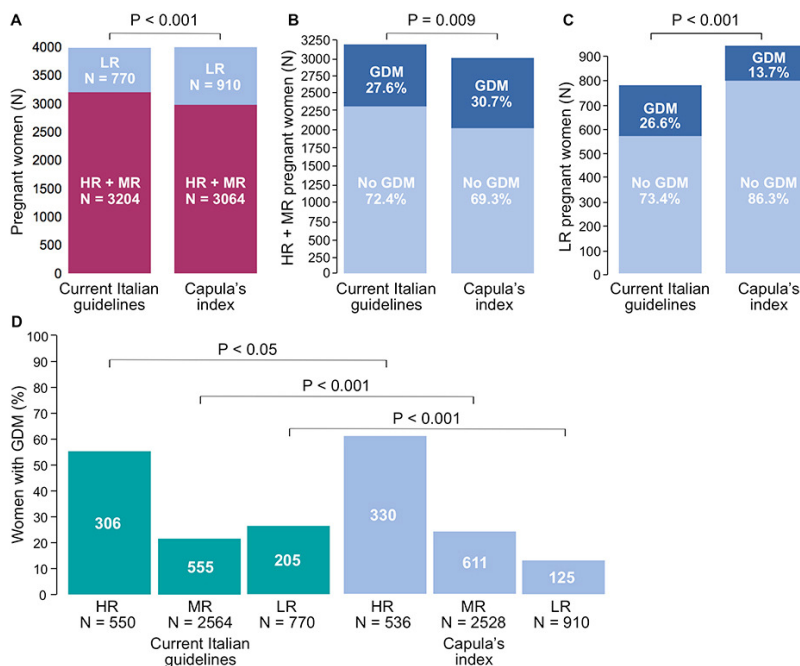 A
P < 0.001
Pregnant women (N)
4000
3500
3000
2500
2000
1500
1000
500
0
LR
N = 770
LR
N = 910
HR + MR
N = 3204
HR + MR
N = 3064
Current Italian
guidelines
Capula's
index
B
P = 0.009
HR + MR pregnant women (N)
3250
3000
2750
2500
2250
2000
1750
1500
1250
1000
750
500
250
0
GDM
27.6%
GDM
30.7%
No GDM
72.4%
No GDM
69.3%
Current Italian
guidelines
Capula's
index
C
P < 0.001
LR pregnant women (N)
900
800
700
600
500
400
300
200
100
0
GDM
26.6%
GDM
13.7%
No GDM
73.4%
No GDM
86.3%
Current Italian
guidelines
Capula's
index
D
Women with GDM (%)
100
90
80
70
60
50
40
30
20
10
0
P < 0.05
P < 0.001
P < 0.001
306
555
205
330
611
125
HR
N = 550
MR
N = 2564
LR
N = 770
HR
N = 536
MR
N = 2528
LR
N = 910
Current Italian
guidelines
Capula's
index